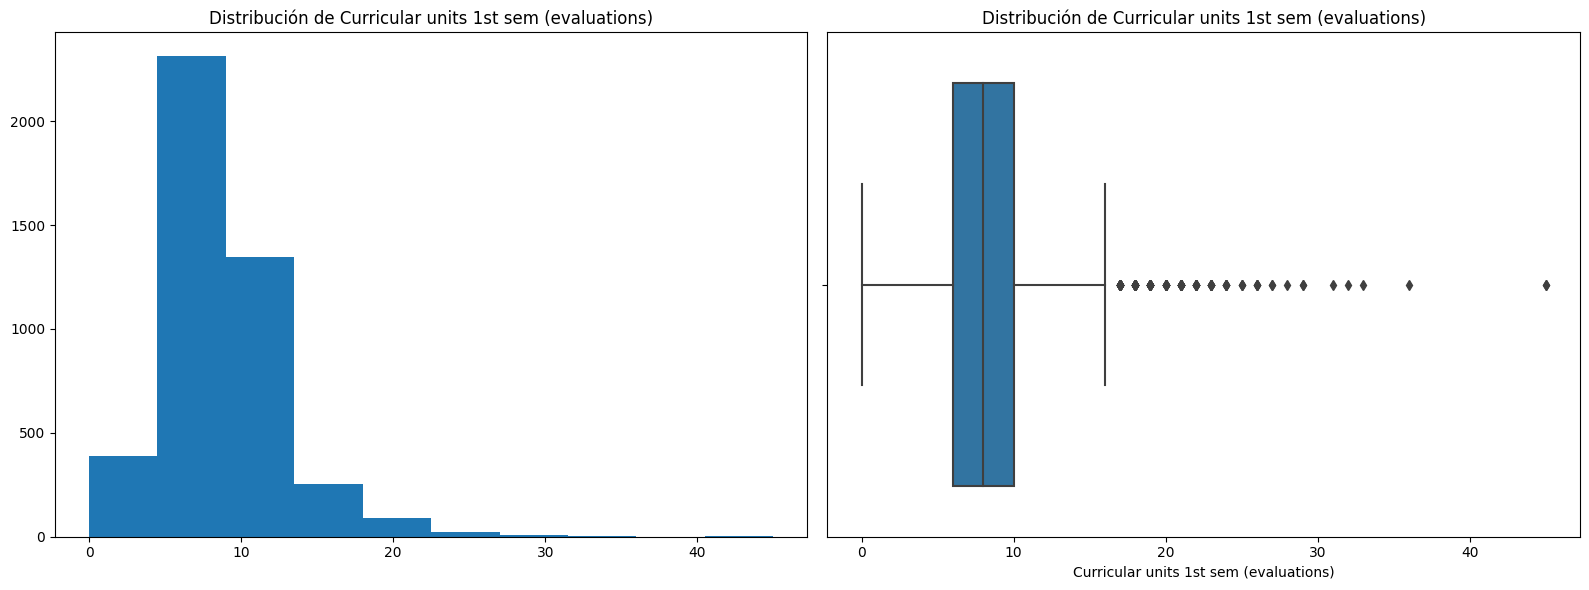 Distribución de Curricular units 1st sem (evaluations)
2000
1500
1000
500
0
0 10 20 30 40
Distribución de Curricular units 1st sem (evaluations)
0 10 20 30 40
Curricular units 1st sem (evaluations)